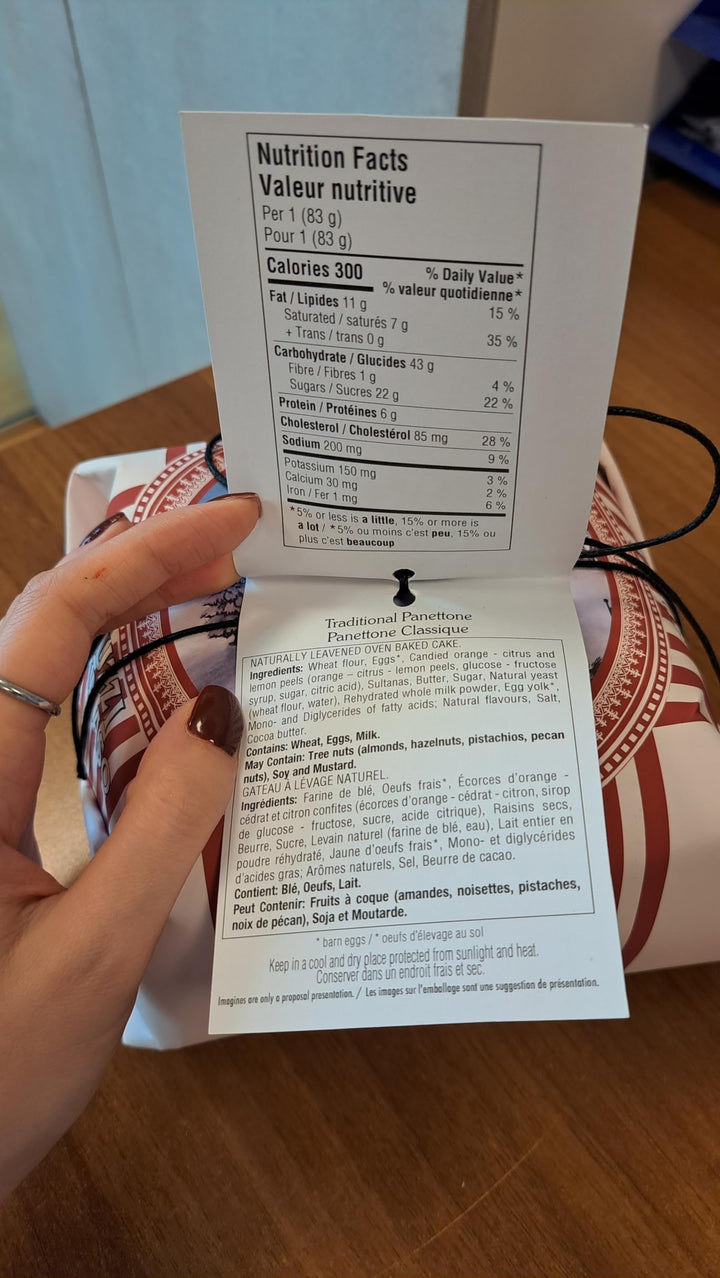 Nutrition Facts
Valeur nutritive
Per 1 (83 g)
Pour 1 (83 g)
Calories 300
% Daily Value*
% valeur quotidienne*
Fat / Lipides 11 g 15 %
Saturated / saturés 7 g
+ Trans / trans 0 g 35 %
Carbohydrate / Glucides 43 g
Fibre / Fibres 1 g 4 %
Sugars / Sucres 22 g 22 %
Protein / Protéines 6 g
Cholesterol / Cholestérol 85 mg 28 %
Sodium 200 mg 9 %
Potassium 150 mg 3 %
Calcium 30 mg 2 %
Iron / Fer 1 mg 6 %
*5% or less is a little, 15% or more is
a lot / *5% ou moins c'est peu, 15% ou
plus c'est beaucoup
Traditional Panettone
Panettone Classique
NATURALLY LEAVENED OVEN BAKED CAKE.
Ingredients: Wheat flour, Eggs*, Candied orange - citrus and
lemon peels (orange – citrus - lemon peels, glucose - fructose
syrup, sugar, citric acid), Sultanas, Butter, Sugar, Natural yeast
(wheat flour, water), Rehydrated whole milk powder, Egg yolk*,
Mono- and Diglycerides of fatty acids; Natural flavours, Salt,
Cocoa butter.
Contains: Wheat, Eggs, Milk.
May Contain: Tree nuts (almonds, hazelnuts, pistachios, pecan
nuts), Soy and Mustard.
GATEAU À LEVAGE NATUREL.
Ingrédients: Farine de blé, Oeufs frais*, Écorces d'orange -
cédrat et citron confites (écorces d'orange - cédrat - citron, sirop
de glucose - fructose, sucre, acide citrique), Raisins secs,
Beurre, Sucre, Levain naturel (farine de blé, eau), Lait entier en
poudre réhydraté, Jaune d'oeufs frais*, Mono- et diglycérides
d'acides gras; Arômes naturels, Sel, Beurre de cacao.
Contient: Blé, Oeufs, Lait.
Peut Contenir: Fruits à coque (amandes, noisettes, pistaches,
noix de pécan), Soja et Moutarde.
* barn eggs / * oeufs d'élevage au sol
Keep in a cool and dry place protected from sunlight and heat.
Conserver dans un endroit frais et sec.
Imagines are only a proposal presentation. / Les images sur l'emballage sont une suggestion de présentation.